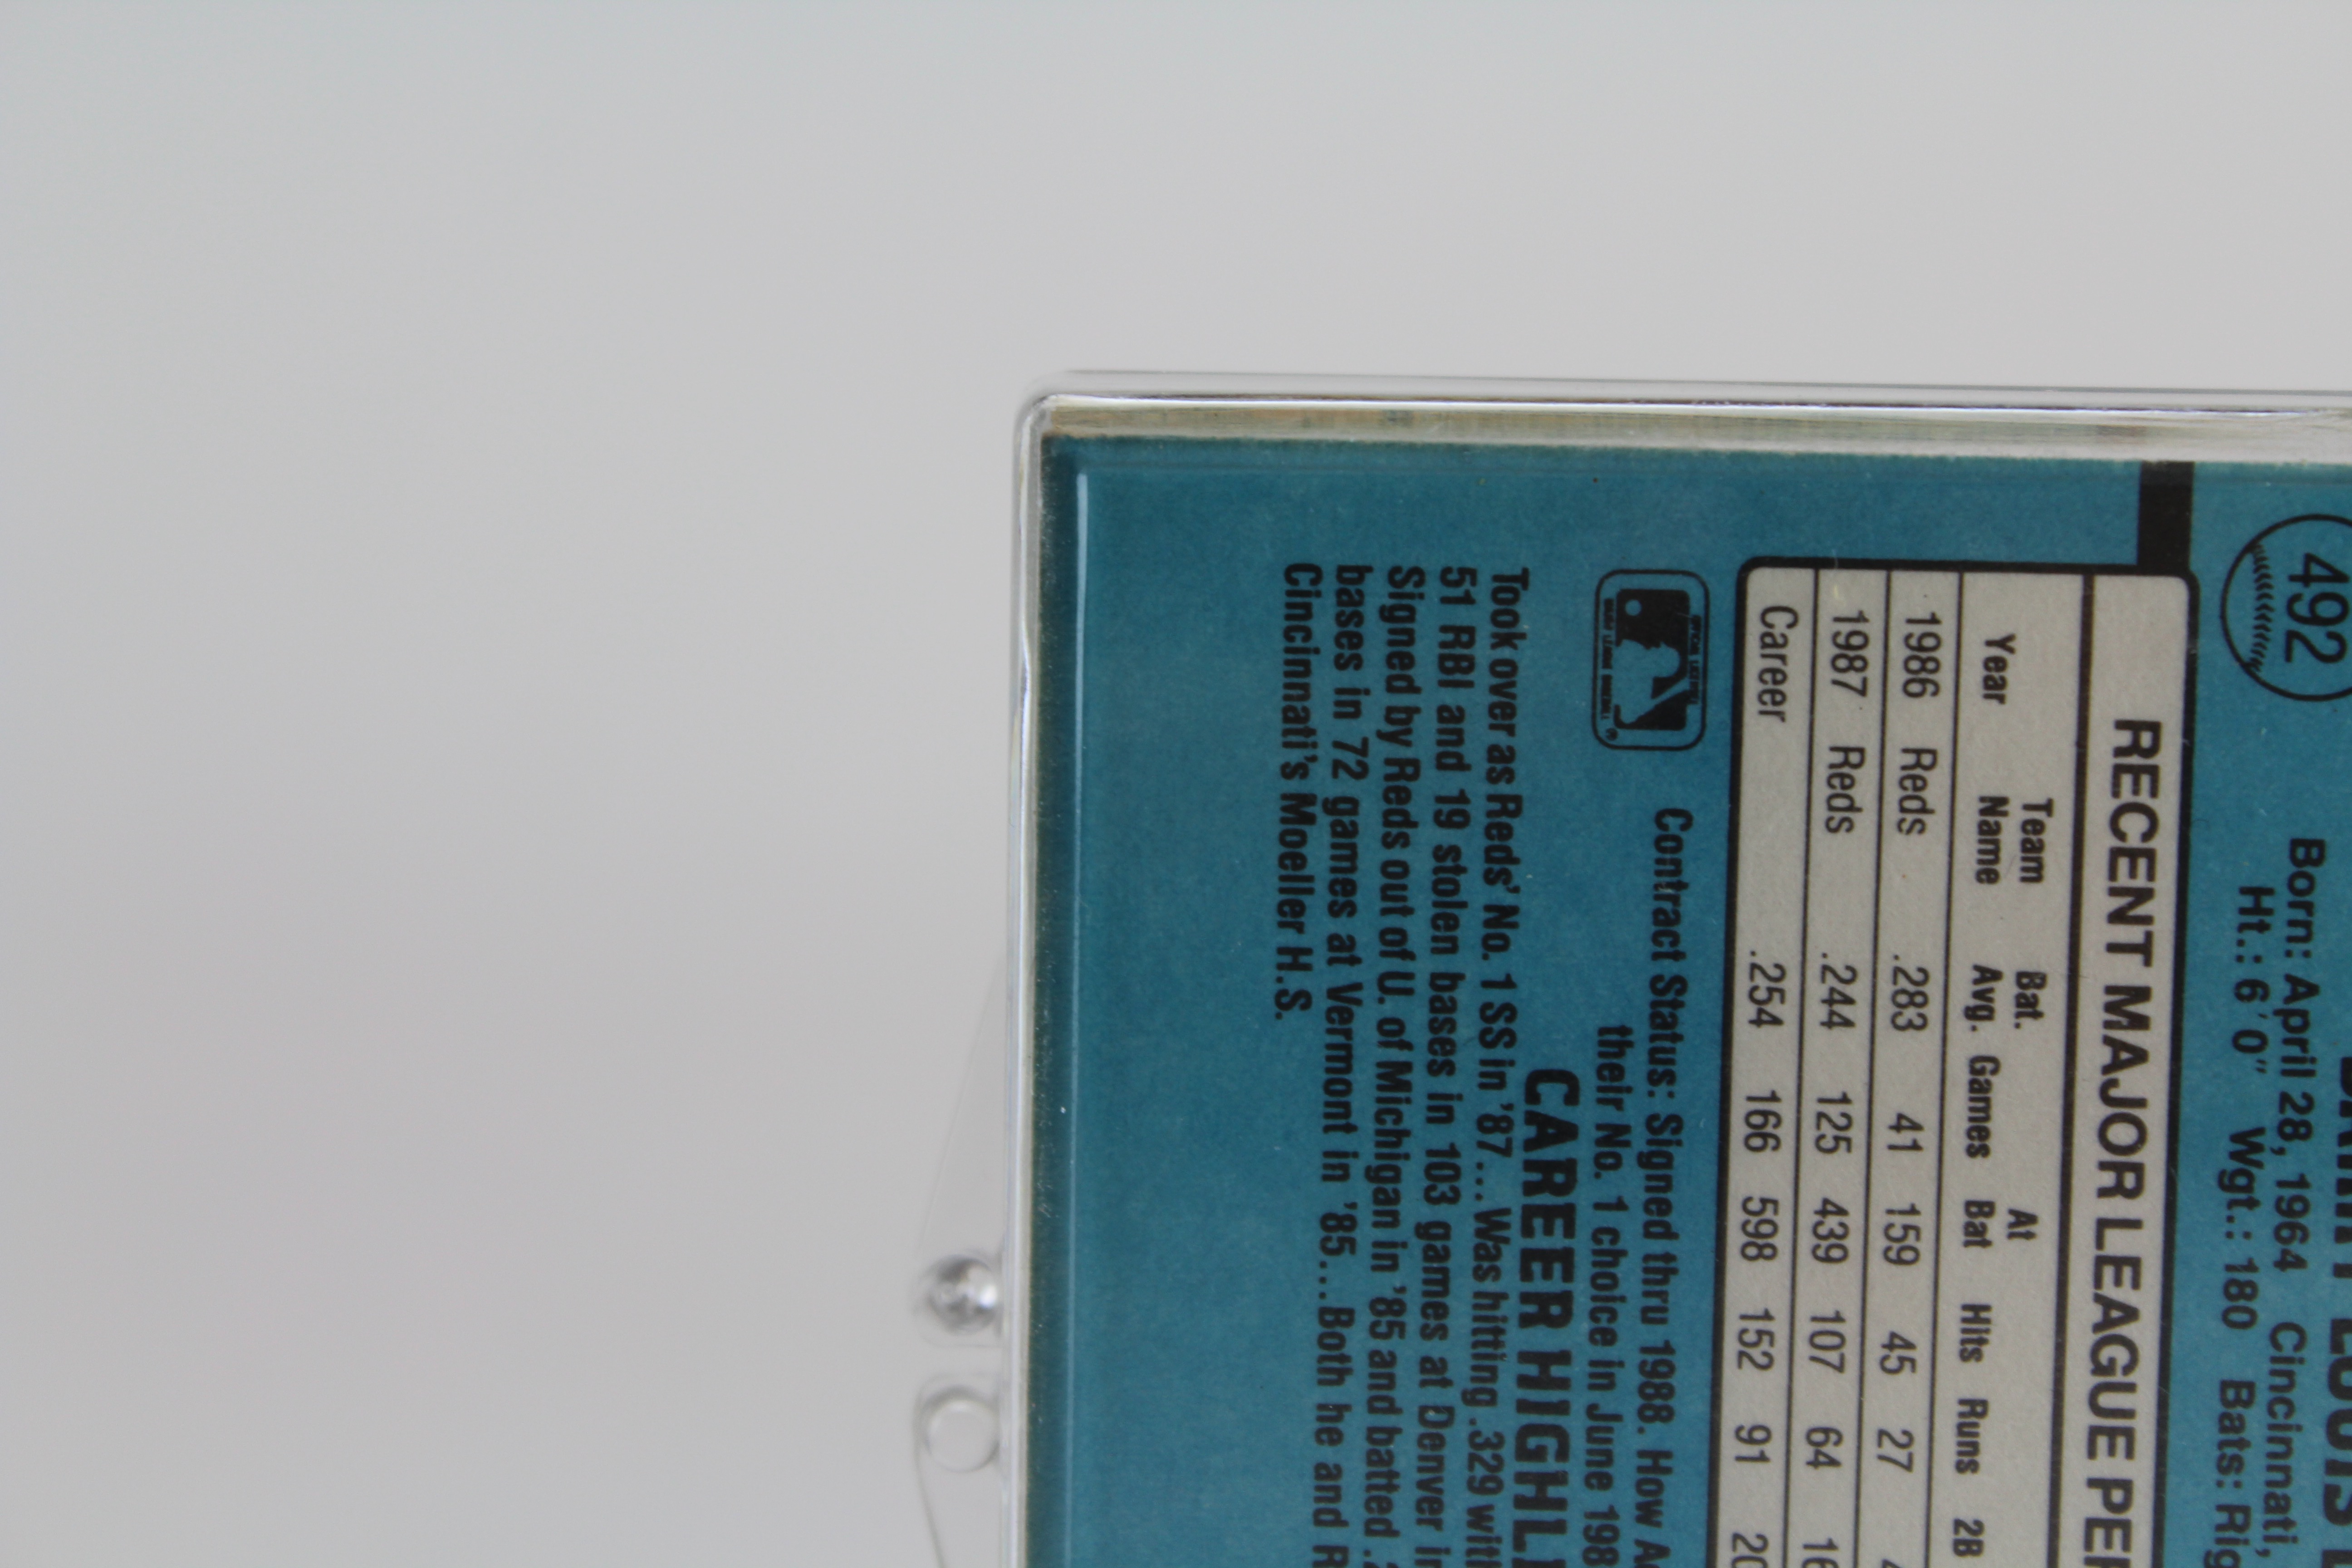 492
LOUIS
Born: April 28, 1964 Cincinnati,
Ht.: 6'0" Wgt.: 180 Bats:
RECENT MAJOR LEAGUE
Year Team Name Bat. Avg. Games At Bat Hits Runs 2B
1986 Reds .283 41 159 45 27
1987 Reds .244 125 439 107 64
Career .254 166 598 152 91
Contract Status: Signed thru 1988. How
their No. 1 choice in June
CAREER
Took over as Reds' No. 1 SS in '87... Was hitting .329 with
51 RBI and 19 stolen bases in 103 games at Denver
Signed by Reds out of U. of Michigan in '85 and batted
bases in 72 games at Vermont in '85...Both he and
Cincinnati's Moeller H.S.